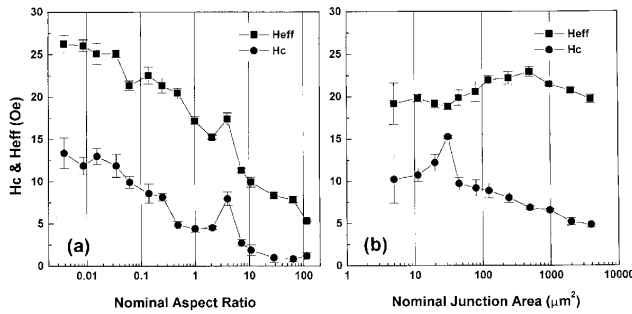 30
25
20
15
10
5
0
Hc & Heff (Oe)
Heff
Hc
(a)
0.01 0.1 1 10 100
Nominal Aspect Ratio
30
25
20
15
10
5
0
Heff
Hc
(b)
1 10 100 1000 10000
Nominal Junction Area (μm²)